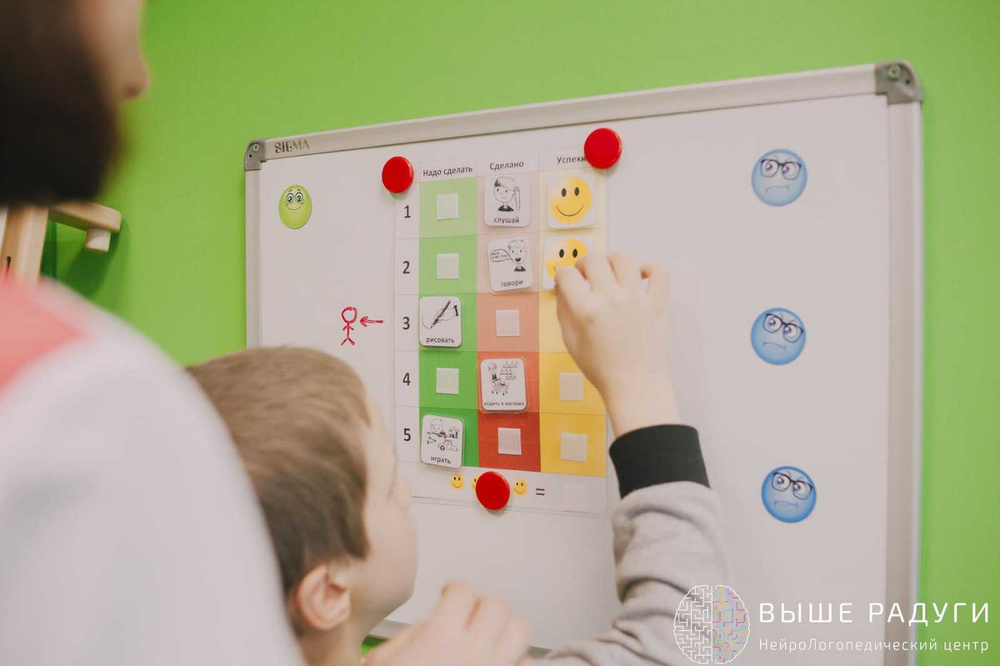 SIGMA
Надо сделать
Сделано
Успехи
1
слушай
2
говори
3
рисовать
4
ходить в магазин
5
играть
=
ВЫШЕ РАДУГИ
НейроЛогопедический центр